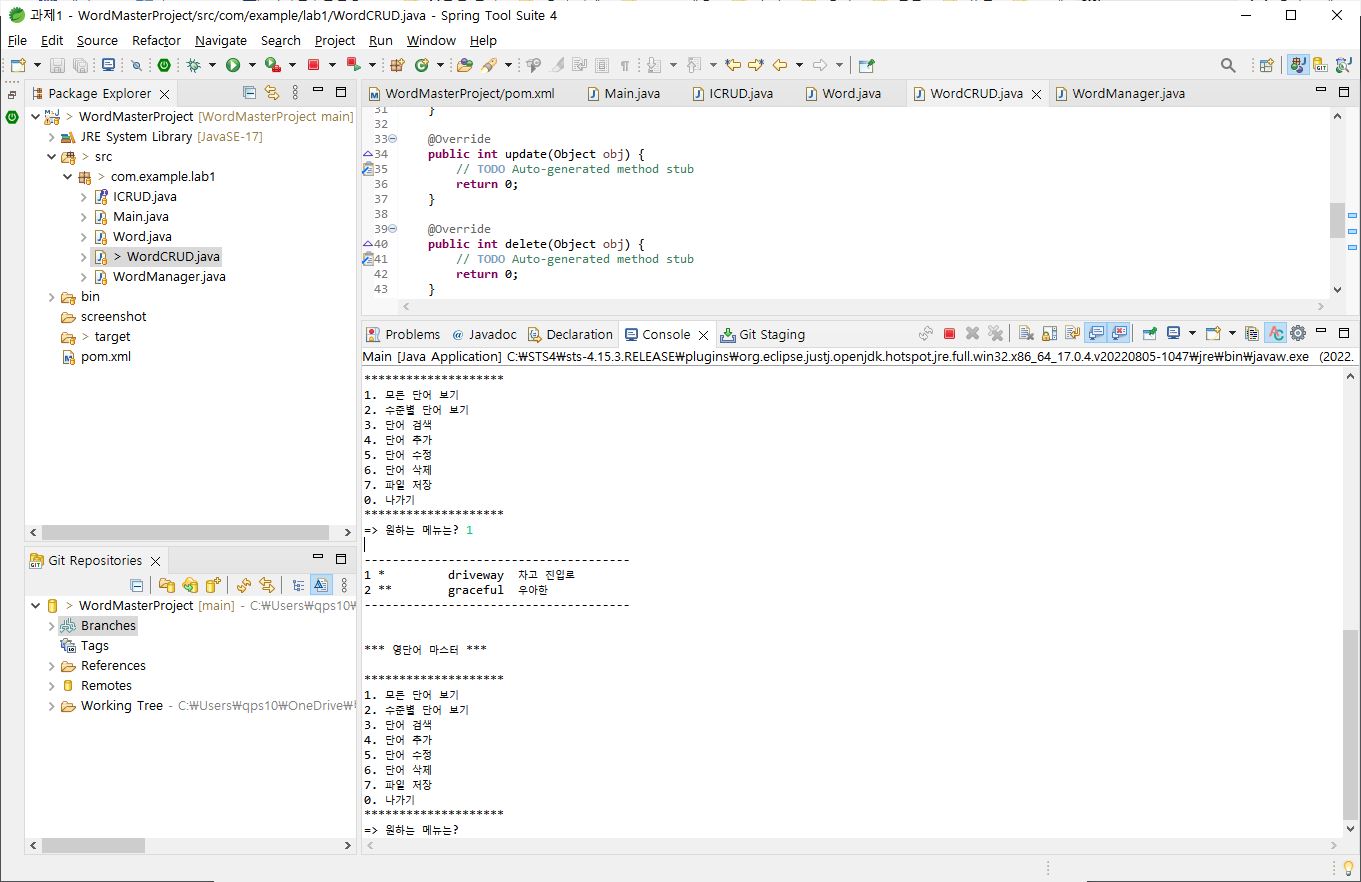 과제1 - WordMasterProject/src/com/example/lab1/WordCRUD.java - Spring Tool Suite 4
File Edit Source Refactor Navigate Search Project Run Window Help
Package Explorer
> WordMasterProject [WordMasterProject main]
JRE System Library [JavaSE-17]
> src
> com.example.lab1
ICRUD.java
Main.java
Word.java
> WordCRUD.java
WordManager.java
bin
screenshot
> target
pom.xml
Git Repositories
> WordMasterProject [main] - C:₩Users₩qps10₩
Branches
Tags
References
Remotes
Working Tree - C:₩Users₩qps10₩OneDrive₩
WordMasterProject/pom.xml Main.java ICRUD.java Word.java WordCRUD.java WordManager.java
31 }
32
33 @Override
34 public int update(Object obj) {
35 // TODO Auto-generated method stub
36 return 0;
37 }
38
39 @Override
40 public int delete(Object obj) {
41 // TODO Auto-generated method stub
42 return 0;
43 }
Problems Javadoc Declaration Console Git Staging
Main [Java Application] C:₩STS4₩sts-4.15.3.RELEASE₩plugins₩org.eclipse.justj.openjdk.hotspot.jre.full.win32.x86_64_17.0.4.v20220805-1047₩jre₩bin₩javaw.exe (2022.
********************
1. 모든 단어 보기
2. 수준별 단어 보기
3. 단어 검색
4. 단어 추가
5. 단어 수정
6. 단어 삭제
7. 파일 저장
0. 나가기
********************
=> 원하는 메뉴는? 1
--------------------------------------
1 * driveway 차고 진입로
2 ** graceful 우아한
--------------------------------------
*** 영단어 마스터 ***
********************
1. 모든 단어 보기
2. 수준별 단어 보기
3. 단어 검색
4. 단어 추가
5. 단어 수정
6. 단어 삭제
7. 파일 저장
0. 나가기
********************
=> 원하는 메뉴는?